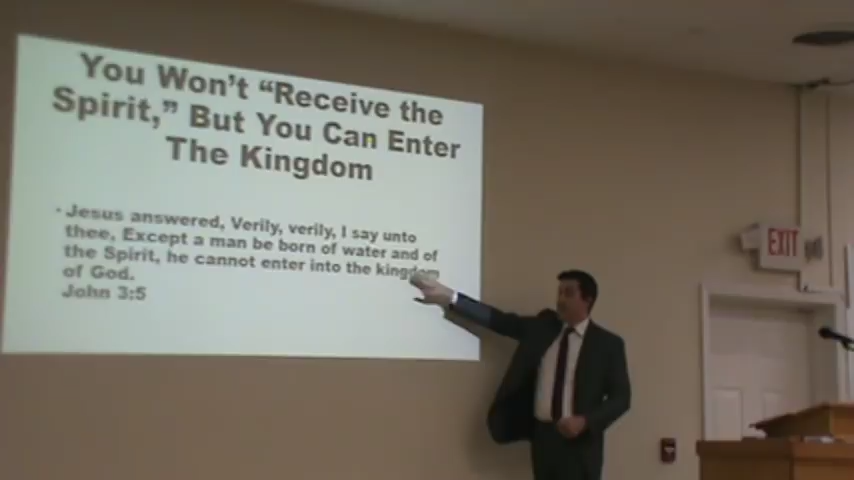 You Won't “Receive the
Spirit,” But You Can Enter
The Kingdom
• Jesus answered, Verily, verily, I say unto
thee, Except a man be born of water and of
the Spirit, he cannot enter into the kingdom
of God.
John 3:5
EXIT